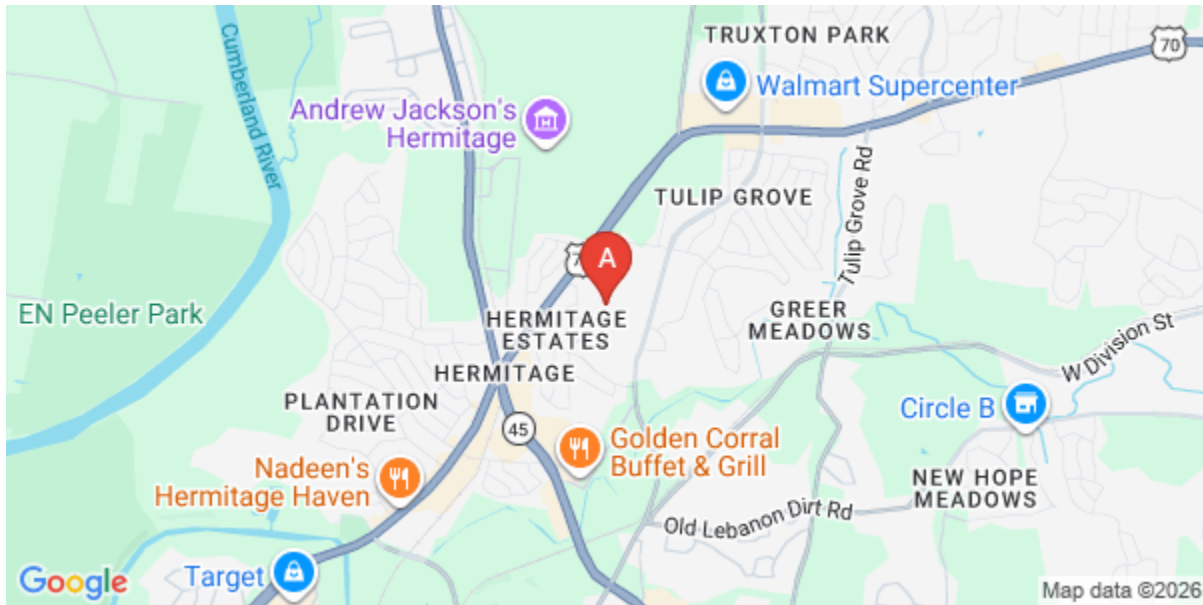 TRUXTON PARK
70
Walmart Supercenter
Cumberland River
Andrew Jackson's
Hermitage
TULIP GROVE
Tulip Grove Rd
A
EN Peeler Park
HERMITAGE
ESTATES
GREER
MEADOWS
W Division St
HERMITAGE
PLANTATION
DRIVE
45
Circle B
Golden Corral
Buffet & Grill
Nadeen's
Hermitage Haven
NEW HOPE
MEADOWS
Old Lebanon Dirt Rd
Target
Google
Map data ©2026